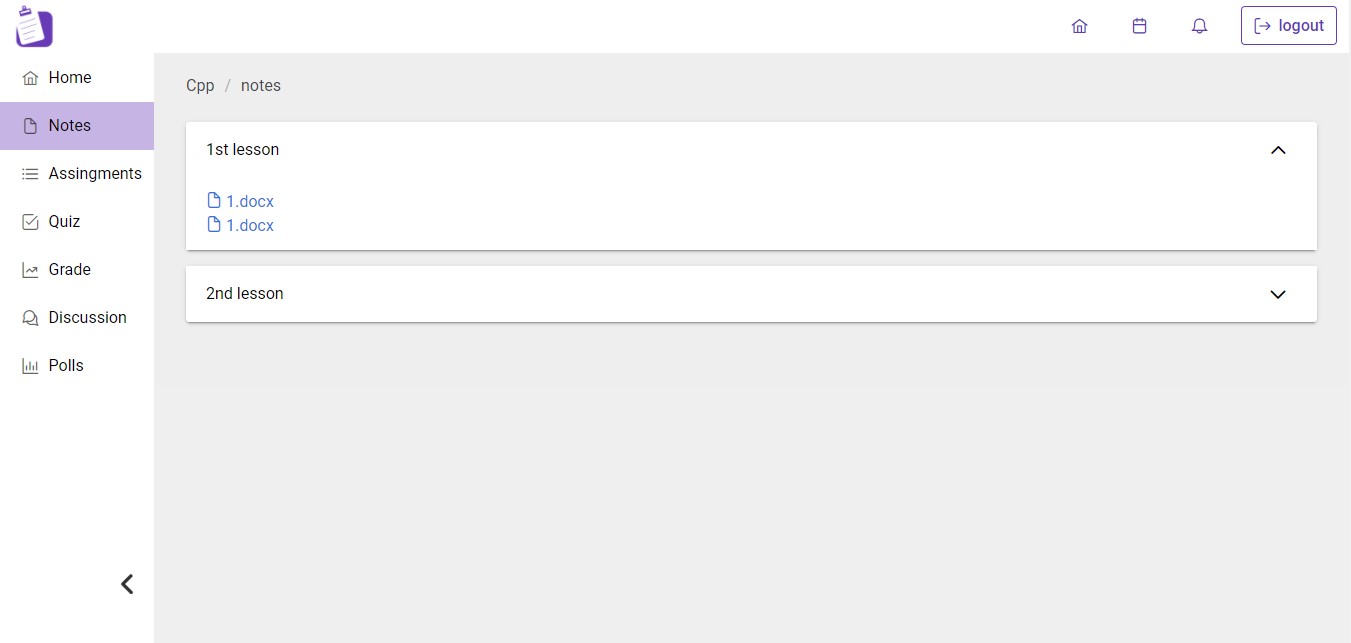 logout
Home
Notes
Assingments
Quiz
Grade
Discussion
Polls
Cpp / notes
1st lesson
1.docx
1.docx
2nd lesson